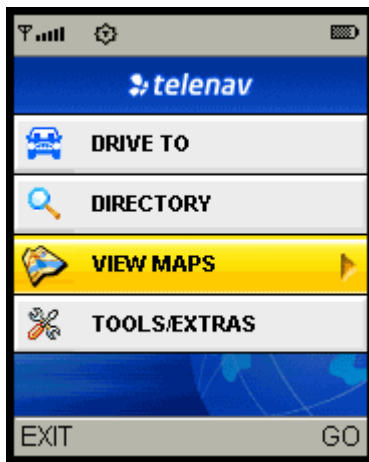 telenav
DRIVE TO
DIRECTORY
VIEW MAPS
TOOLS/EXTRAS
EXIT GO